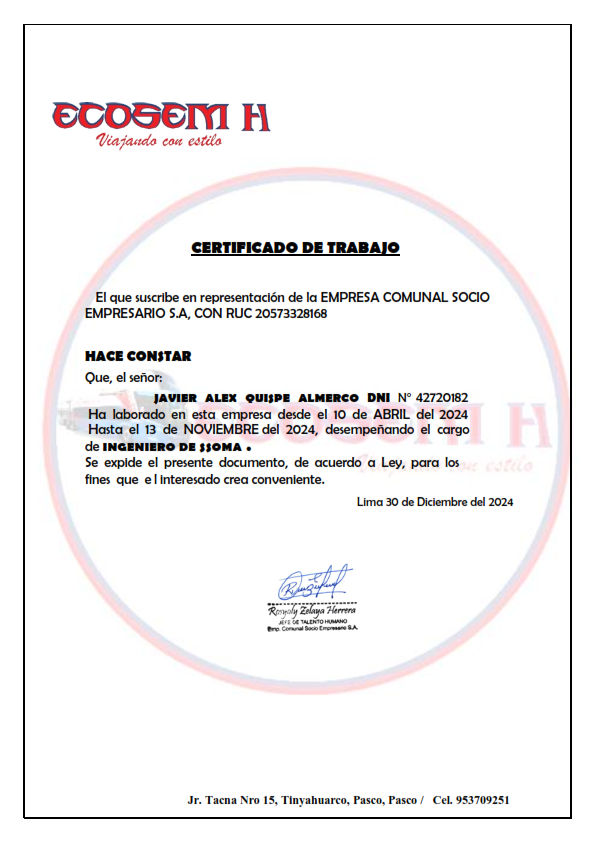 ECOSEM H
Viajando con estilo
CERTIFICADO DE TRABAJO
El que suscribe en representación de la EMPRESA COMUNAL SOCIO
EMPRESARIO S.A, CON RUC 20573328168
HACE CONSTAR
Que, el señor:
JAVIER ALEX QUISPE ALMERCO DNI N° 42720182
Ha laborado en esta empresa desde el 10 de ABRIL del 2024
Hasta el 13 de NOVIEMBRE del 2024, desempeñando el cargo
de INGENIERO DE SSOMA .
Se expide el presente documento, de acuerdo a Ley, para los
fines que e l interesado crea conveniente.
Lima 30 de Diciembre del 2024
Rosyoly Zelaya Herrera
JEFE DE TALENTO HUMANO
Emp. Comunal Socio Empresario S.A.
Jr. Tacna Nro 15, Tinyahuarco, Pasco, Pasco / Cel. 953709251